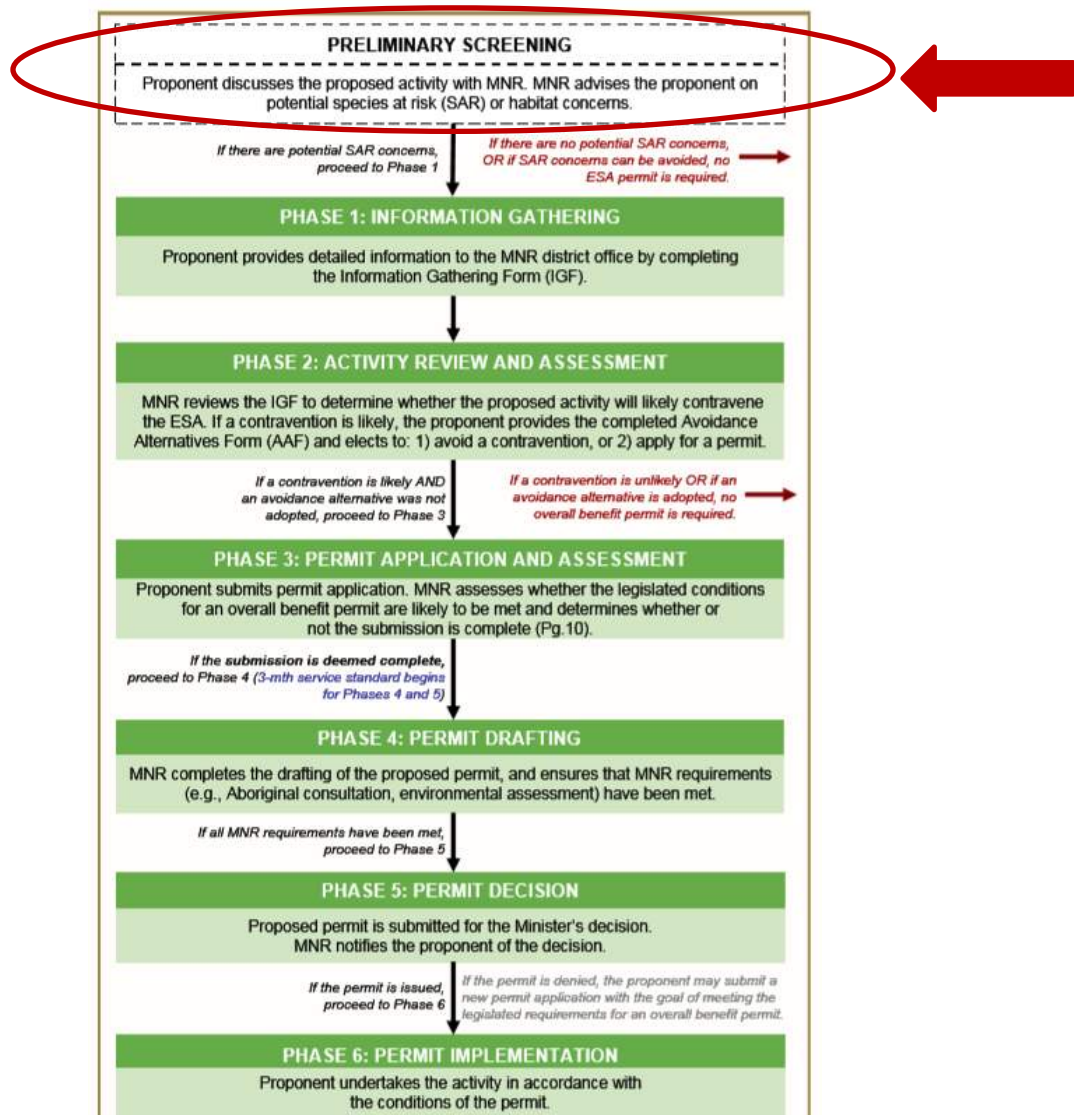 PRELIMINARY SCREENING
Proponent discusses the proposed activity with MNR. MNR advises the proponent on
potential species at risk (SAR) or habitat concerns.
If there are potential SAR concerns,
proceed to Phase 1
If there are no potential SAR concerns,
OR if SAR concerns can be avoided, no
ESA permit is required.
PHASE 1: INFORMATION GATHERING
Proponent provides detailed information to the MNR district office by completing
the Information Gathering Form (IGF).
PHASE 2: ACTIVITY REVIEW AND ASSESSMENT
MNR reviews the IGF to determine whether the proposed activity will likely contravene
the ESA. If a contravention is likely, the proponent provides the completed Avoidance
Alternatives Form (AAF) and elects to: 1) avoid a contravention, or 2) apply for a permit.
If a contravention is likely AND
an avoidance alternative was not
adopted, proceed to Phase 3
If a contravention is unlikely OR if an
avoidance alternative is adopted, no
overall benefit permit is required.
PHASE 3: PERMIT APPLICATION AND ASSESSMENT
Proponent submits permit application. MNR assesses whether the legislated conditions
for an overall benefit permit are likely to be met and determines whether or
not the submission is complete (Pg.10).
If the submission is deemed complete,
proceed to Phase 4 (3-mth service standard begins
for Phases 4 and 5)
PHASE 4: PERMIT DRAFTING
MNR completes the drafting of the proposed permit, and ensures that MNR requirements
(e.g., Aboriginal consultation, environmental assessment) have been met.
If all MNR requirements have been met,
proceed to Phase 5
PHASE 5: PERMIT DECISION
Proposed permit is submitted for the Minister's decision.
MNR notifies the proponent of the decision.
If the permit is issued,
proceed to Phase 6
If the permit is denied, the proponent may submit a
new permit application with the goal of meeting the
legislated requirements for an overall benefit permit.
PHASE 6: PERMIT IMPLEMENTATION
Proponent undertakes the activity in accordance with
the conditions of the permit.